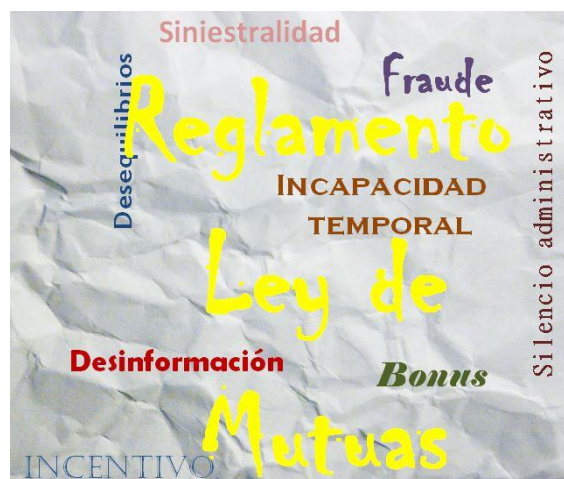 Siniestralidad
Fraude
Desequilibrios
Reglamento
Silencio administrativo
INCAPACIDAD
TEMPORAL
Ley de
Desinformación
Bonus
Mutuas
INCENTIVO